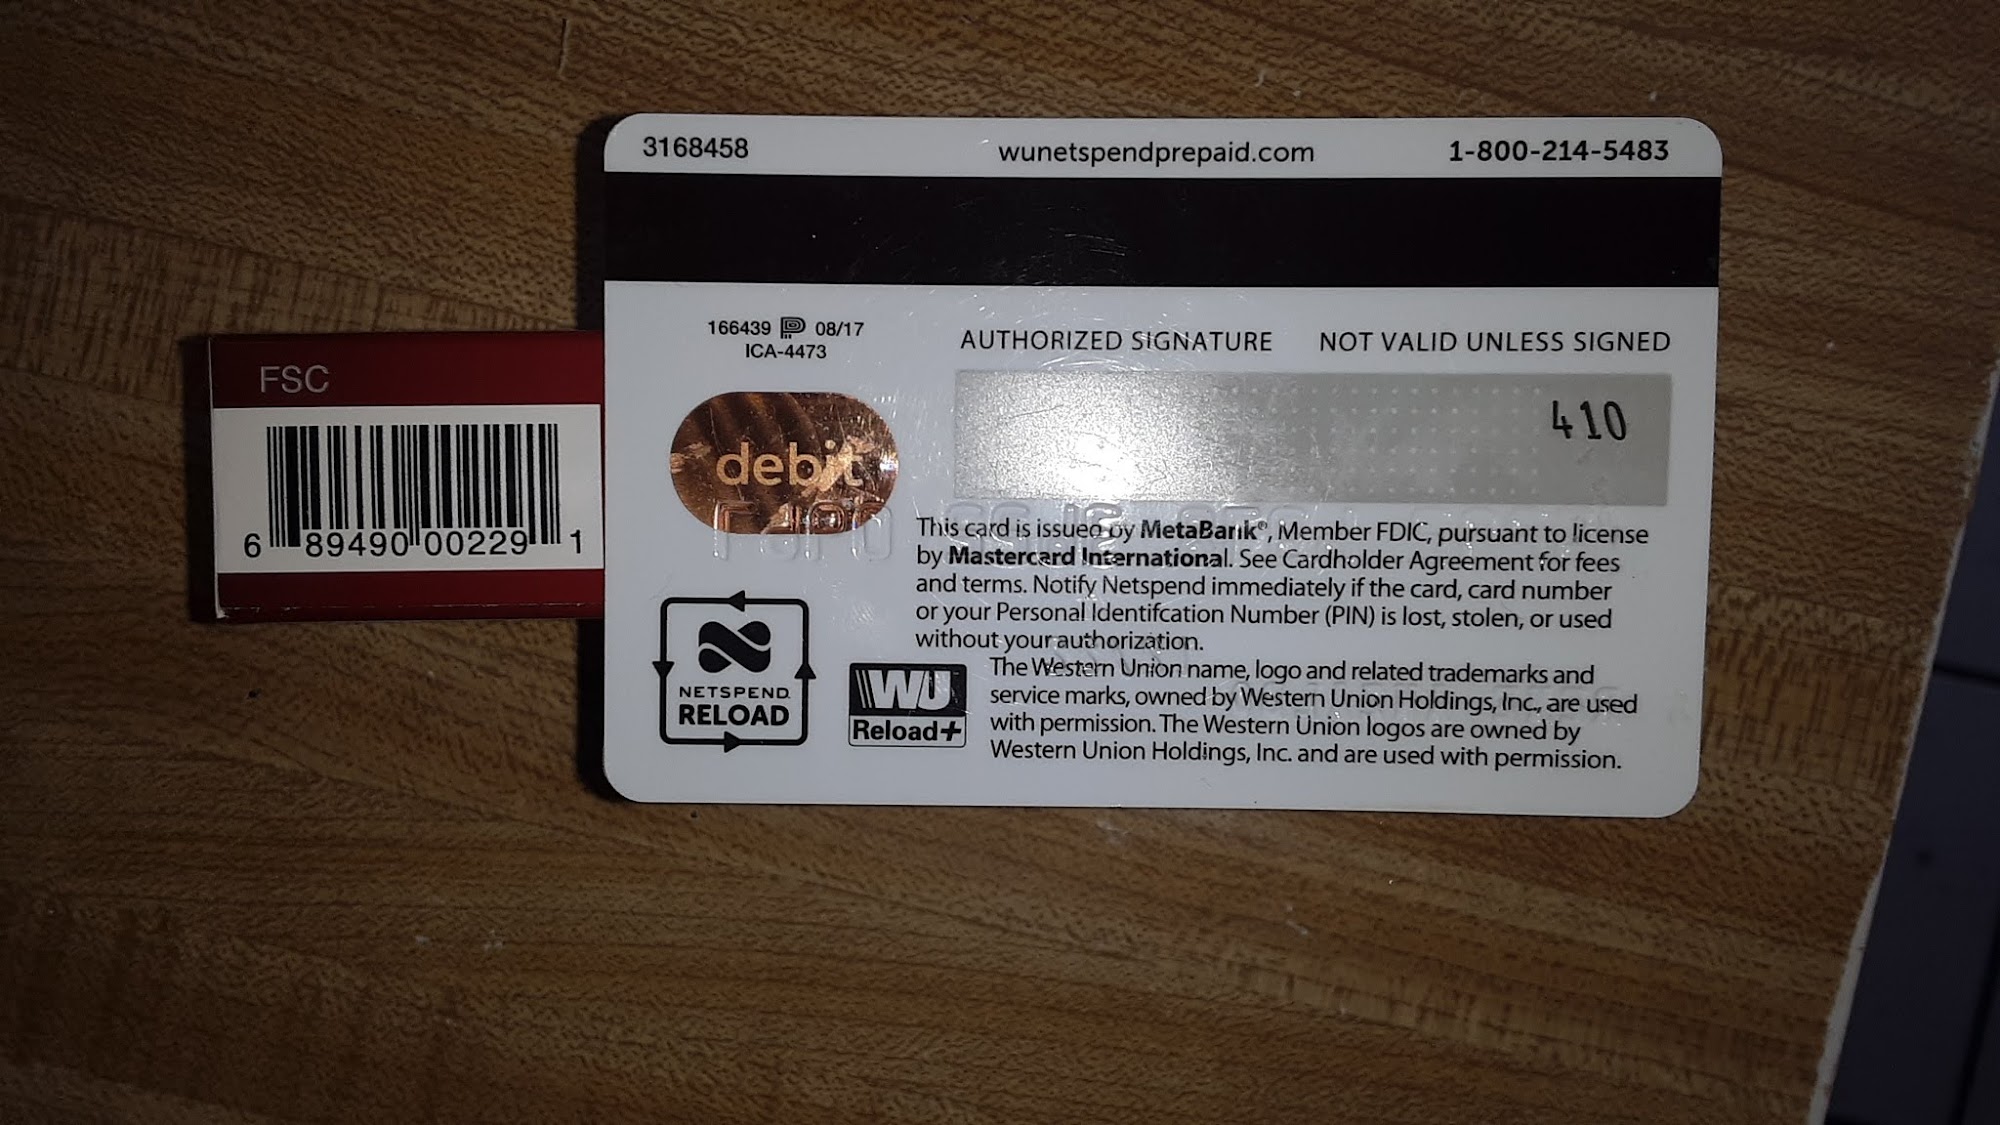 3168458 wunetspendprepaid.com 1-800-214-5483
166439 08/17
ICA-4473
AUTHORIZED SIGNATURE NOT VALID UNLESS SIGNED
410
FSC
6 89490 00229 1
debit
This card is issued by MetaBank®, Member FDIC, pursuant to license
by Mastercard International. See Cardholder Agreement for fees
and terms. Notify Netspend immediately if the card, card number
or your Personal Identifcation Number (PIN) is lost, stolen, or used
without your authorization.
NETSPEND
RELOAD
WU
Reload+
The Western Union name, logo and related trademarks and
service marks, owned by Western Union Holdings, Inc., are used
with permission. The Western Union logos are owned by
Western Union Holdings, Inc. and are used with permission.